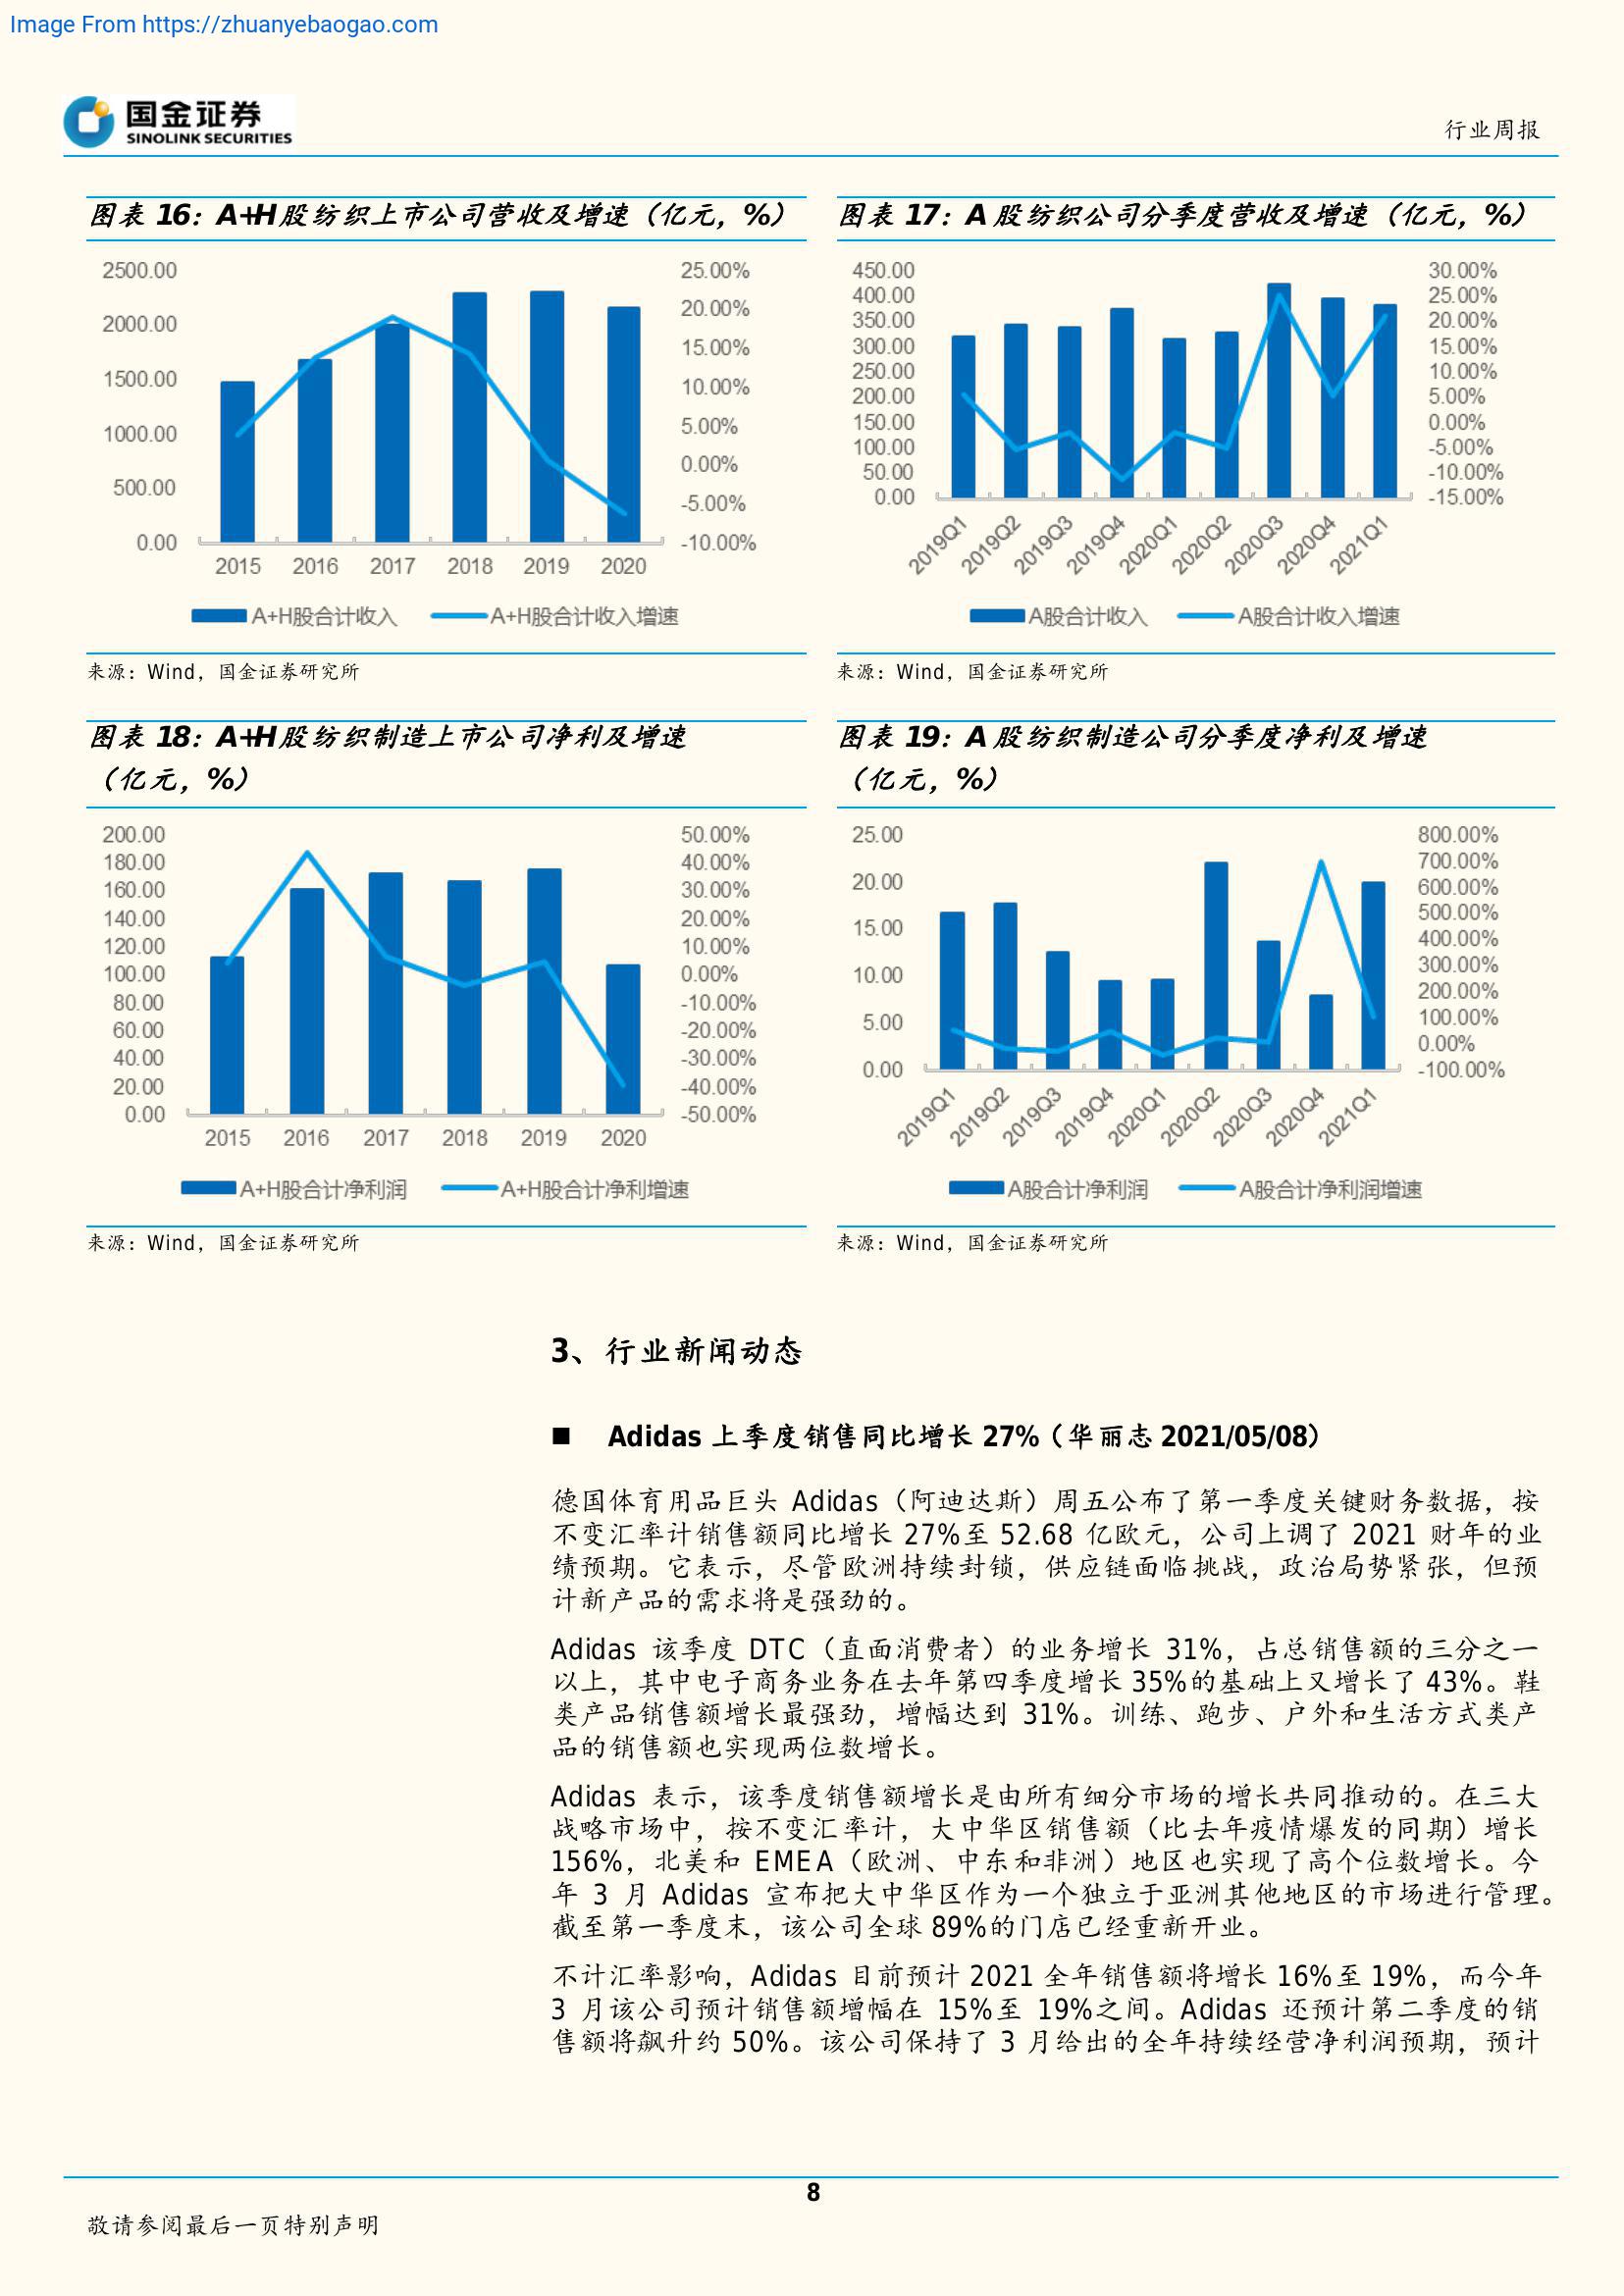 Image From https://zhuanyebaogao.com
国金证券
SINOLINK SECURITIES
行业周报
图表 16：A+H股纺织上市公司营收及增速（亿元，%）
2500.00
2000.00
1500.00
1000.00
500.00
0.00
25.00%
20.00%
15.00%
10.00%
5.00%
0.00%
-5.00%
-10.00%
2015 2016 2017 2018 2019 2020
A+H股合计收入 A+H股合计收入增速
来源：Wind，国金证券研究所
图表 17：A 股纺织公司分季度营收及增速（亿元，%）
450.00
400.00
350.00
300.00
250.00
200.00
150.00
100.00
50.00
0.00
30.00%
25.00%
20.00%
15.00%
10.00%
5.00%
0.00%
-5.00%
-10.00%
-15.00%
2019Q1 2019Q2 2019Q3 2019Q4 2020Q1 2020Q2 2020Q3 2020Q4 2021Q1
A股合计收入 A股合计收入增速
来源：Wind，国金证券研究所
图表 18：A+H股纺织制造上市公司净利及增速
（亿元，%）
200.00
180.00
160.00
140.00
120.00
100.00
80.00
60.00
40.00
20.00
0.00
50.00%
40.00%
30.00%
20.00%
10.00%
0.00%
-10.00%
-20.00%
-30.00%
-40.00%
-50.00%
2015 2016 2017 2018 2019 2020
A+H股合计净利润 A+H股合计净利增速
来源：Wind，国金证券研究所
图表 19：A 股纺织制造公司分季度净利及增速
（亿元，%）
25.00
20.00
15.00
10.00
5.00
0.00
800.00%
700.00%
600.00%
500.00%
400.00%
300.00%
200.00%
100.00%
0.00%
-100.00%
2019Q1 2019Q2 2019Q3 2019Q4 2020Q1 2020Q2 2020Q3 2020Q4 2021Q1
A股合计净利润 A股合计净利润增速
来源：Wind，国金证券研究所
3、行业新闻动态
■ Adidas 上季度销售同比增长 27%（华丽志 2021/05/08）
德国体育用品巨头 Adidas（阿迪达斯）周五公布了第一季度关键财务数据，按
不变汇率计销售额同比增长 27%至 52.68 亿欧元，公司上调了 2021 财年的业
绩预期。它表示，尽管欧洲持续封锁，供应链面临挑战，政治局势紧张，但预
计新产品的需求将是强劲的。
Adidas 该季度 DTC（直面消费者）的业务增长 31%，占总销售额的三分之一
以上，其中电子商务业务在去年第四季度增长 35%的基础上又增长了 43%。鞋
类产品销售额增长最强劲，增幅达到 31%。训练、跑步、户外和生活方式类产
品的销售额也实现两位数增长。
Adidas 表示，该季度销售额增长是由所有细分市场的增长共同推动的。在三大
战略市场中，按不变汇率计，大中华区销售额（比去年疫情爆发的同期）增长
156%，北美和 EMEA（欧洲、中东和非洲）地区也实现了高个位数增长。今
年 3 月 Adidas 宣布把大中华区作为一个独立于亚洲其他地区的市场进行管理。
截至第一季度末，该公司全球 89%的门店已经重新开业。
不计汇率影响，Adidas 目前预计 2021 全年销售额将增长 16%至 19%，而今年
3 月该公司预计销售额增幅在 15%至 19%之间。Adidas 还预计第二季度的销
售额将飙升约 50%。该公司保持了 3 月给出的全年持续经营净利润预期，预计
8
敬请参阅最后一页特别声明